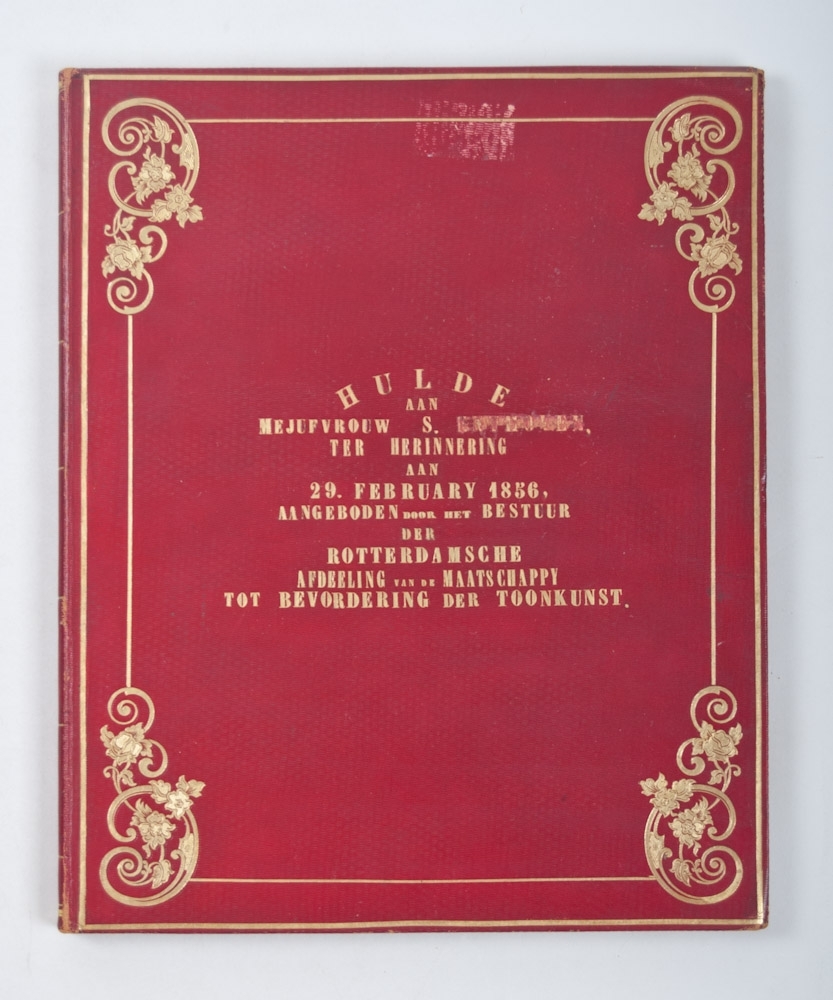 HULDE
AAN
MEJUFVROUW S.
TER HERINNERING
AAN
29. FEBRUARY 1856,
AANGEBODEN DOOR HET BESTUUR
DER
ROTTERDAMSCHE
AFDEELING VAN DE MAATSCHAPPY
TOT BEVORDERING DER TOONKUNST.